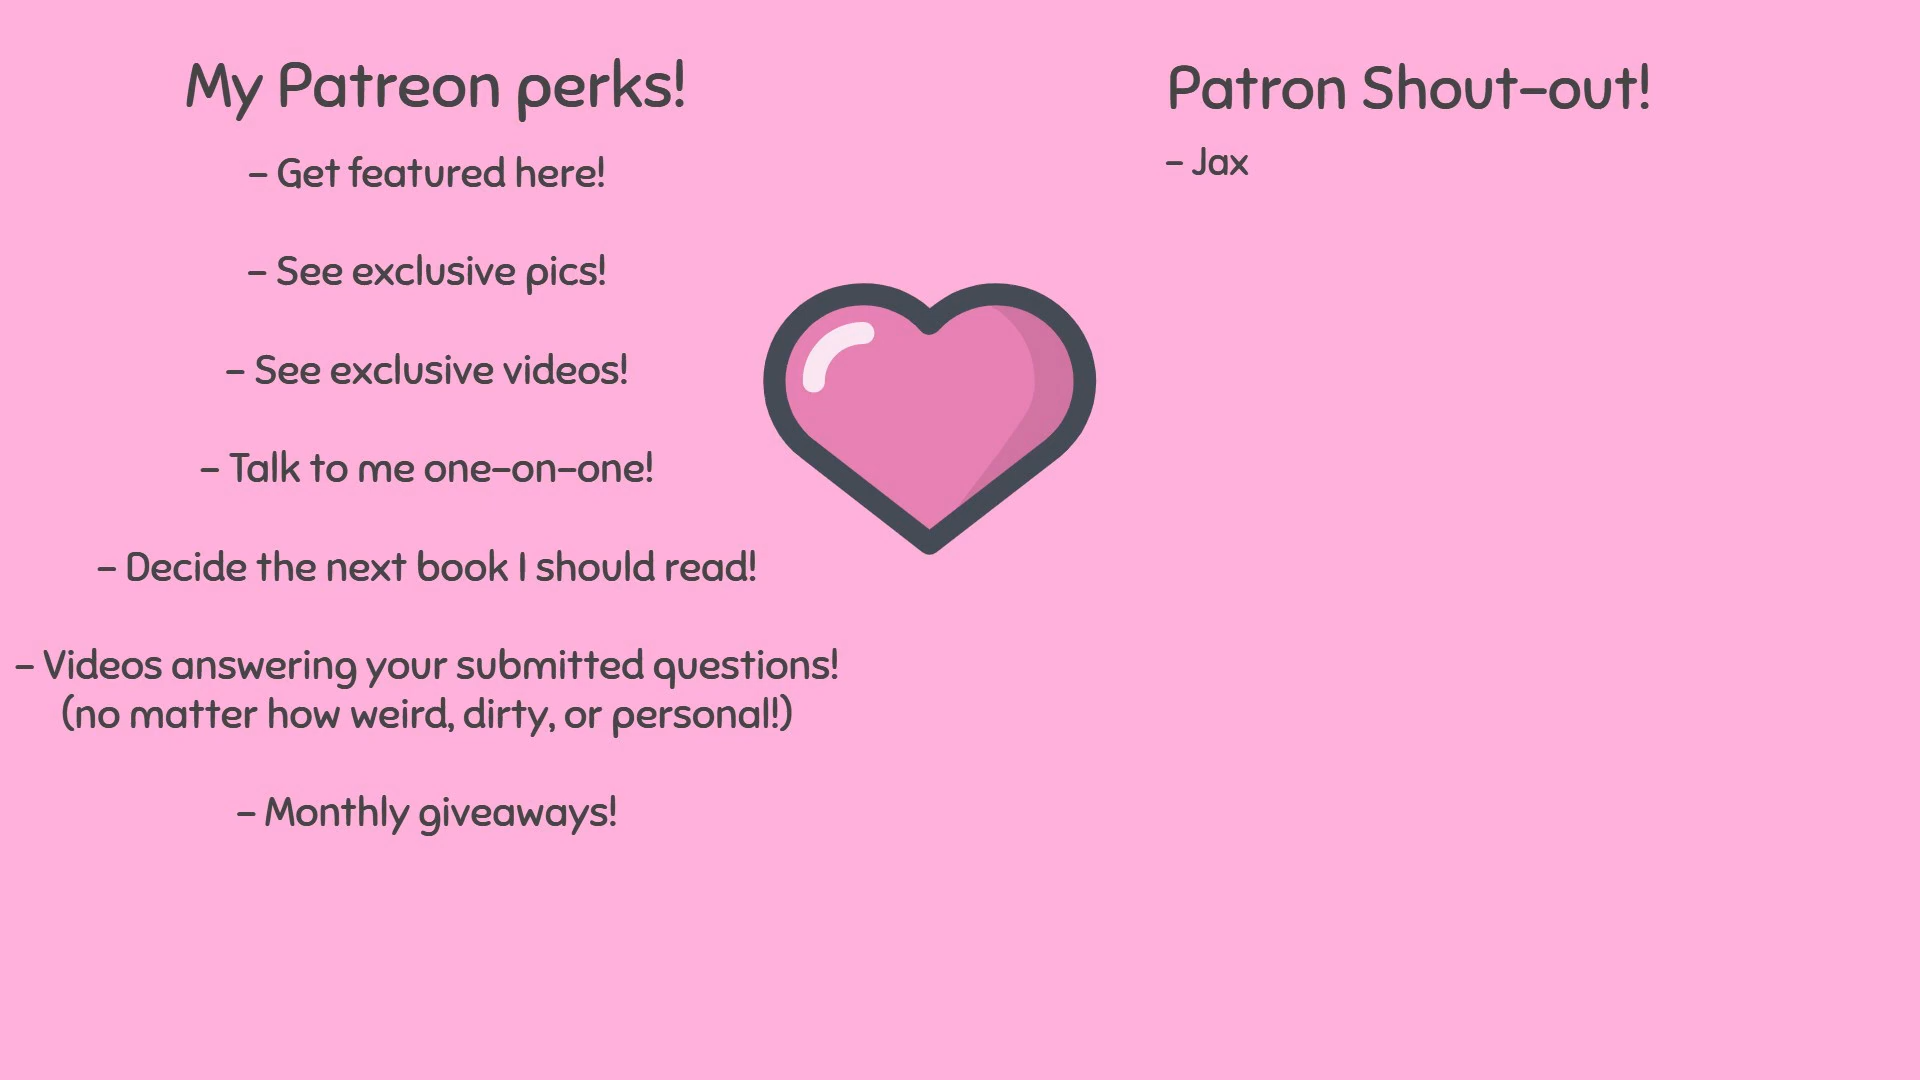 My Patreon perks!
- Get featured here!
- See exclusive pics!
- See exclusive videos!
- Talk to me one-on-one!
- Decide the next book I should read!
- Videos answering your submitted questions!
(no matter how weird, dirty, or personal!)
- Monthly giveaways!
Patron Shout-out!
- Jax